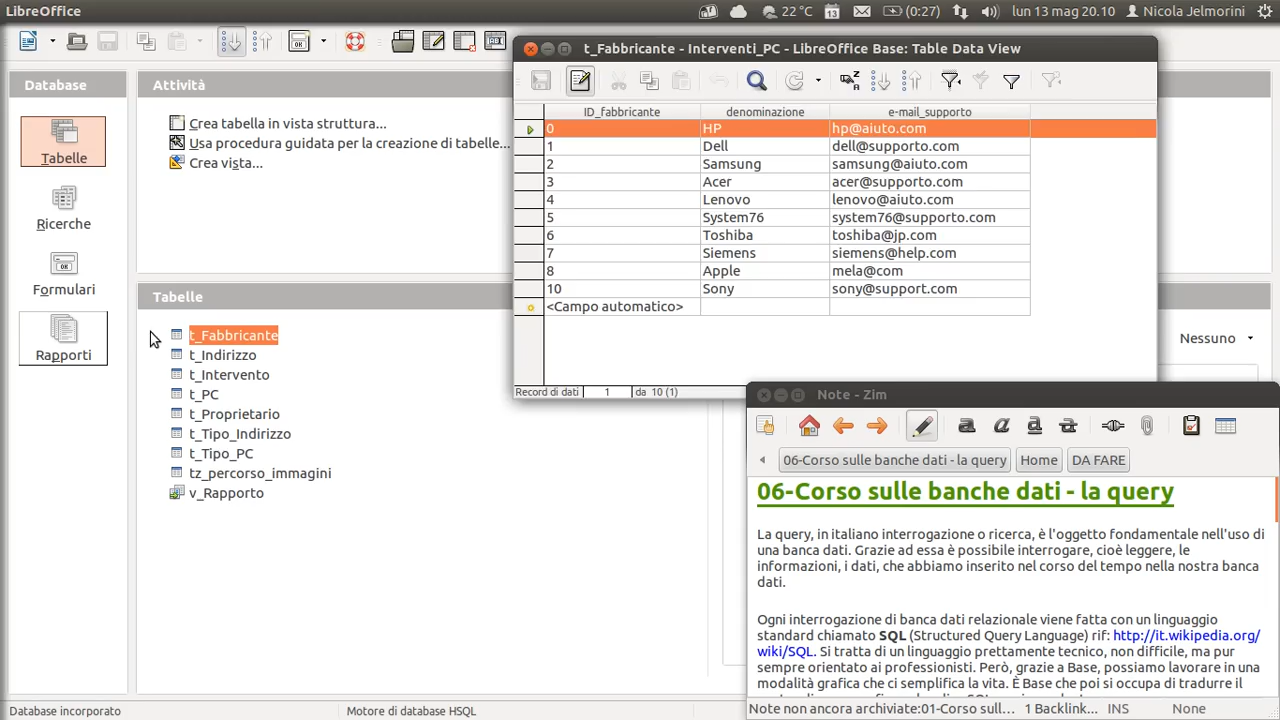 LibreOffice
22 °C
13
(0:27)
lun 13 mag 20.10
Nicola Jelmorini
Database
Tabelle
Ricerche
Formulari
Rapporti
Attività
Crea tabella in vista struttura...
Usa procedura guidata per la creazione di tabelle...
Crea vista...
Tabelle
t_Fabbricante
t_Indirizzo
t_Intervento
t_PC
t_Proprietario
t_Tipo_Indirizzo
t_Tipo_PC
tz_percorso_immagini
v_Rapporto
Nessuno
t_Fabbricante - Interventi_PC - LibreOffice Base: Table Data View
ID_fabbricante denominazione e-mail_supporto
0 HP hp@aiuto.com
1 Dell dell@supporto.com
2 Samsung samsung@aiuto.com
3 Acer acer@supporto.com
4 Lenovo lenovo@aiuto.com
5 System76 system76@supporto.com
6 Toshiba toshiba@jp.com
7 Siemens siemens@help.com
8 Apple mela@com
10 Sony sony@support.com
<Campo automatico>
Record di dati 1 da 10 (1)
Note - Zim
06-Corso sulle banche dati - la query Home DA FARE
06-Corso sulle banche dati - la query
La query, in italiano interrogazione o ricerca, è l'oggetto fondamentale nell'uso di
una banca dati. Grazie ad essa è possibile interrogare, cioè leggere, le
informazioni, i dati, che abbiamo inserito nel corso del tempo nella nostra banca
dati.
Ogni interrogazione di banca dati relazionale viene fatta con un linguaggio
standard chiamato SQL (Structured Query Language) rif: http://it.wikipedia.org/
wiki/SQL. Si tratta di un linguaggio prettamente tecnico, non difficile, ma pur
sempre orientato ai professionisti. Però, grazie a Base, possiamo lavorare in una
modalità grafica che ci semplifica la vita. È Base che poi si occupa di tradurre il
Note non ancora archiviate:01-Corso sull... 1 Backlink... INS None
Database incorporato
Motore di database HSQL